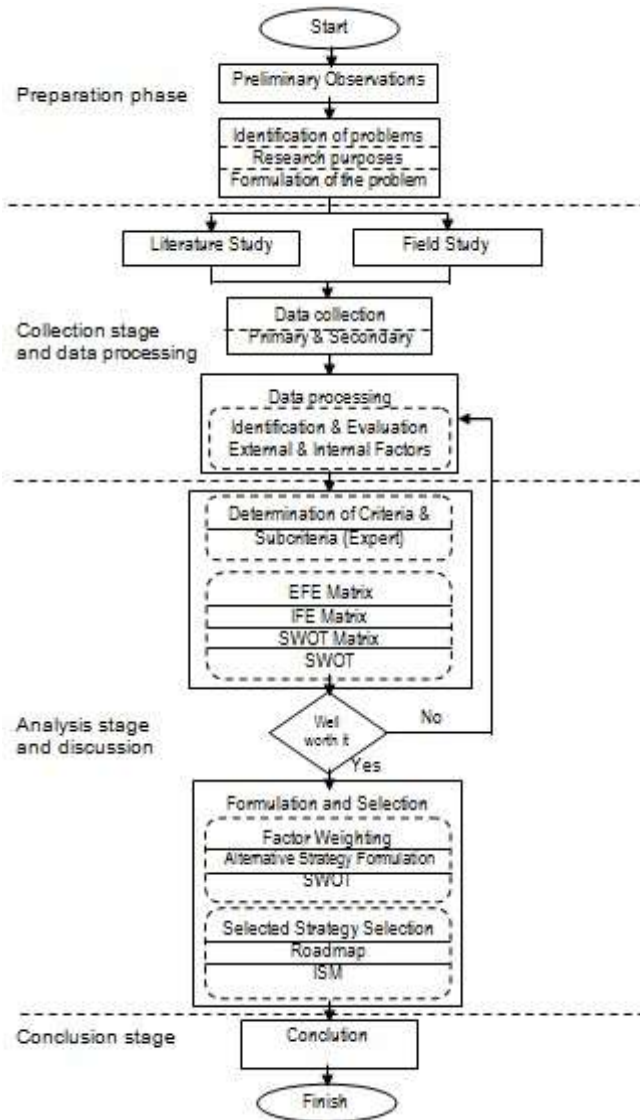 Start
Preliminary Observations
Preparation phase
Identification of problems
Research purposes
Formulation of the problem
Literature Study
Field Study
Data collection
Primary & Secondary
Collection stage
and data processing
Data processing
Identification & Evaluation
External & Internal Factors
Determination of Criteria &
Subcriteria (Expert)
EFE Matrix
IFE Matrix
SWOT Matrix
SWOT
Well
worth it
No
Analysis stage
and discussion
Yes
Formulation and Selection
Factor Weighting
Alternative Strategy Formulation
SWOT
Selected Strategy Selection
Roadmap
ISM
Conclusion stage
Conclution
Finish